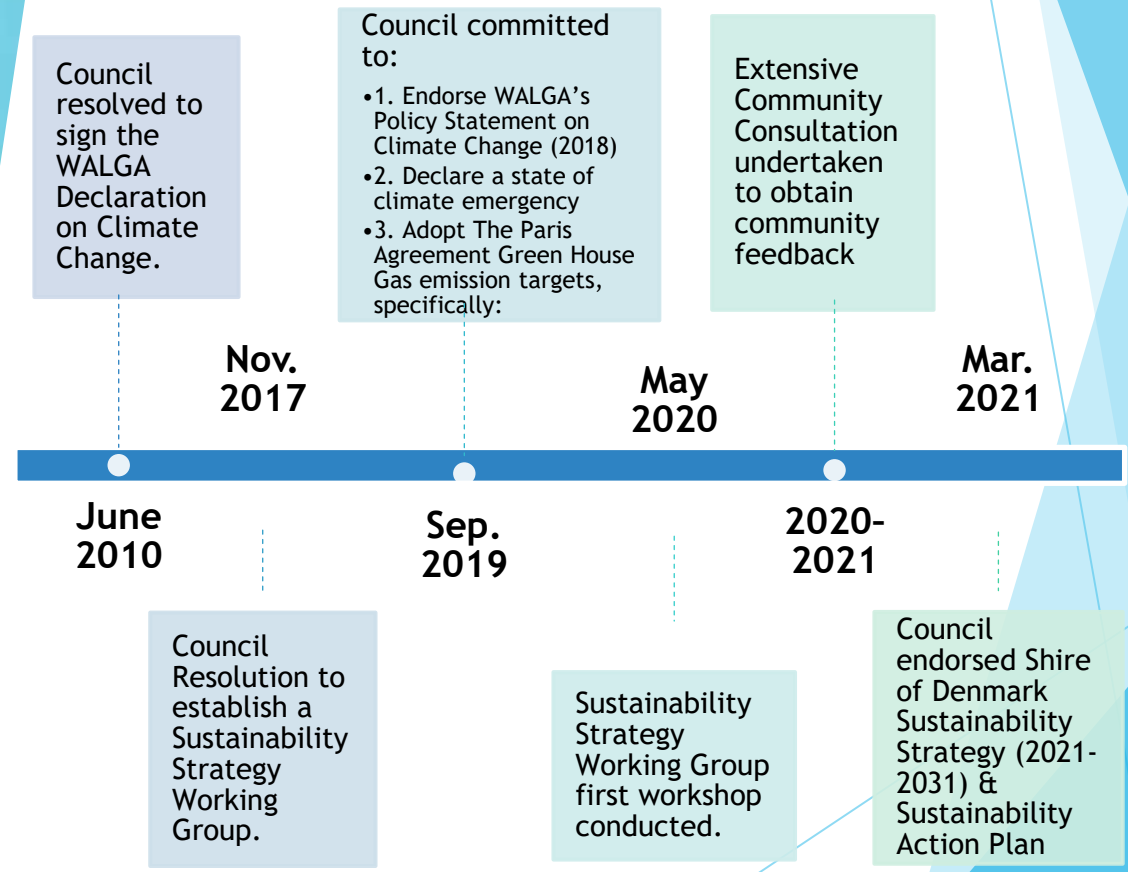 Council
resolved to
sign the
WALGA
Declaration
on Climate
Change.
Council committed
to:
•1. Endorse WALGA’s
Policy Statement on
Climate Change (2018)
•2. Declare a state of
climate emergency
•3. Adopt The Paris
Agreement Green House
Gas emission targets,
specifically:
Extensive
Community
Consultation
undertaken
to obtain
community
feedback
Nov.
2017
May
2020
Mar.
2021
June
2010
Sep.
2019
2020-
2021
Council
Resolution to
establish a
Sustainability
Strategy
Working
Group.
Sustainability
Strategy
Working Group
first workshop
conducted.
Council
endorsed Shire
of Denmark
Sustainability
Strategy (2021-
2031) &
Sustainability
Action Plan